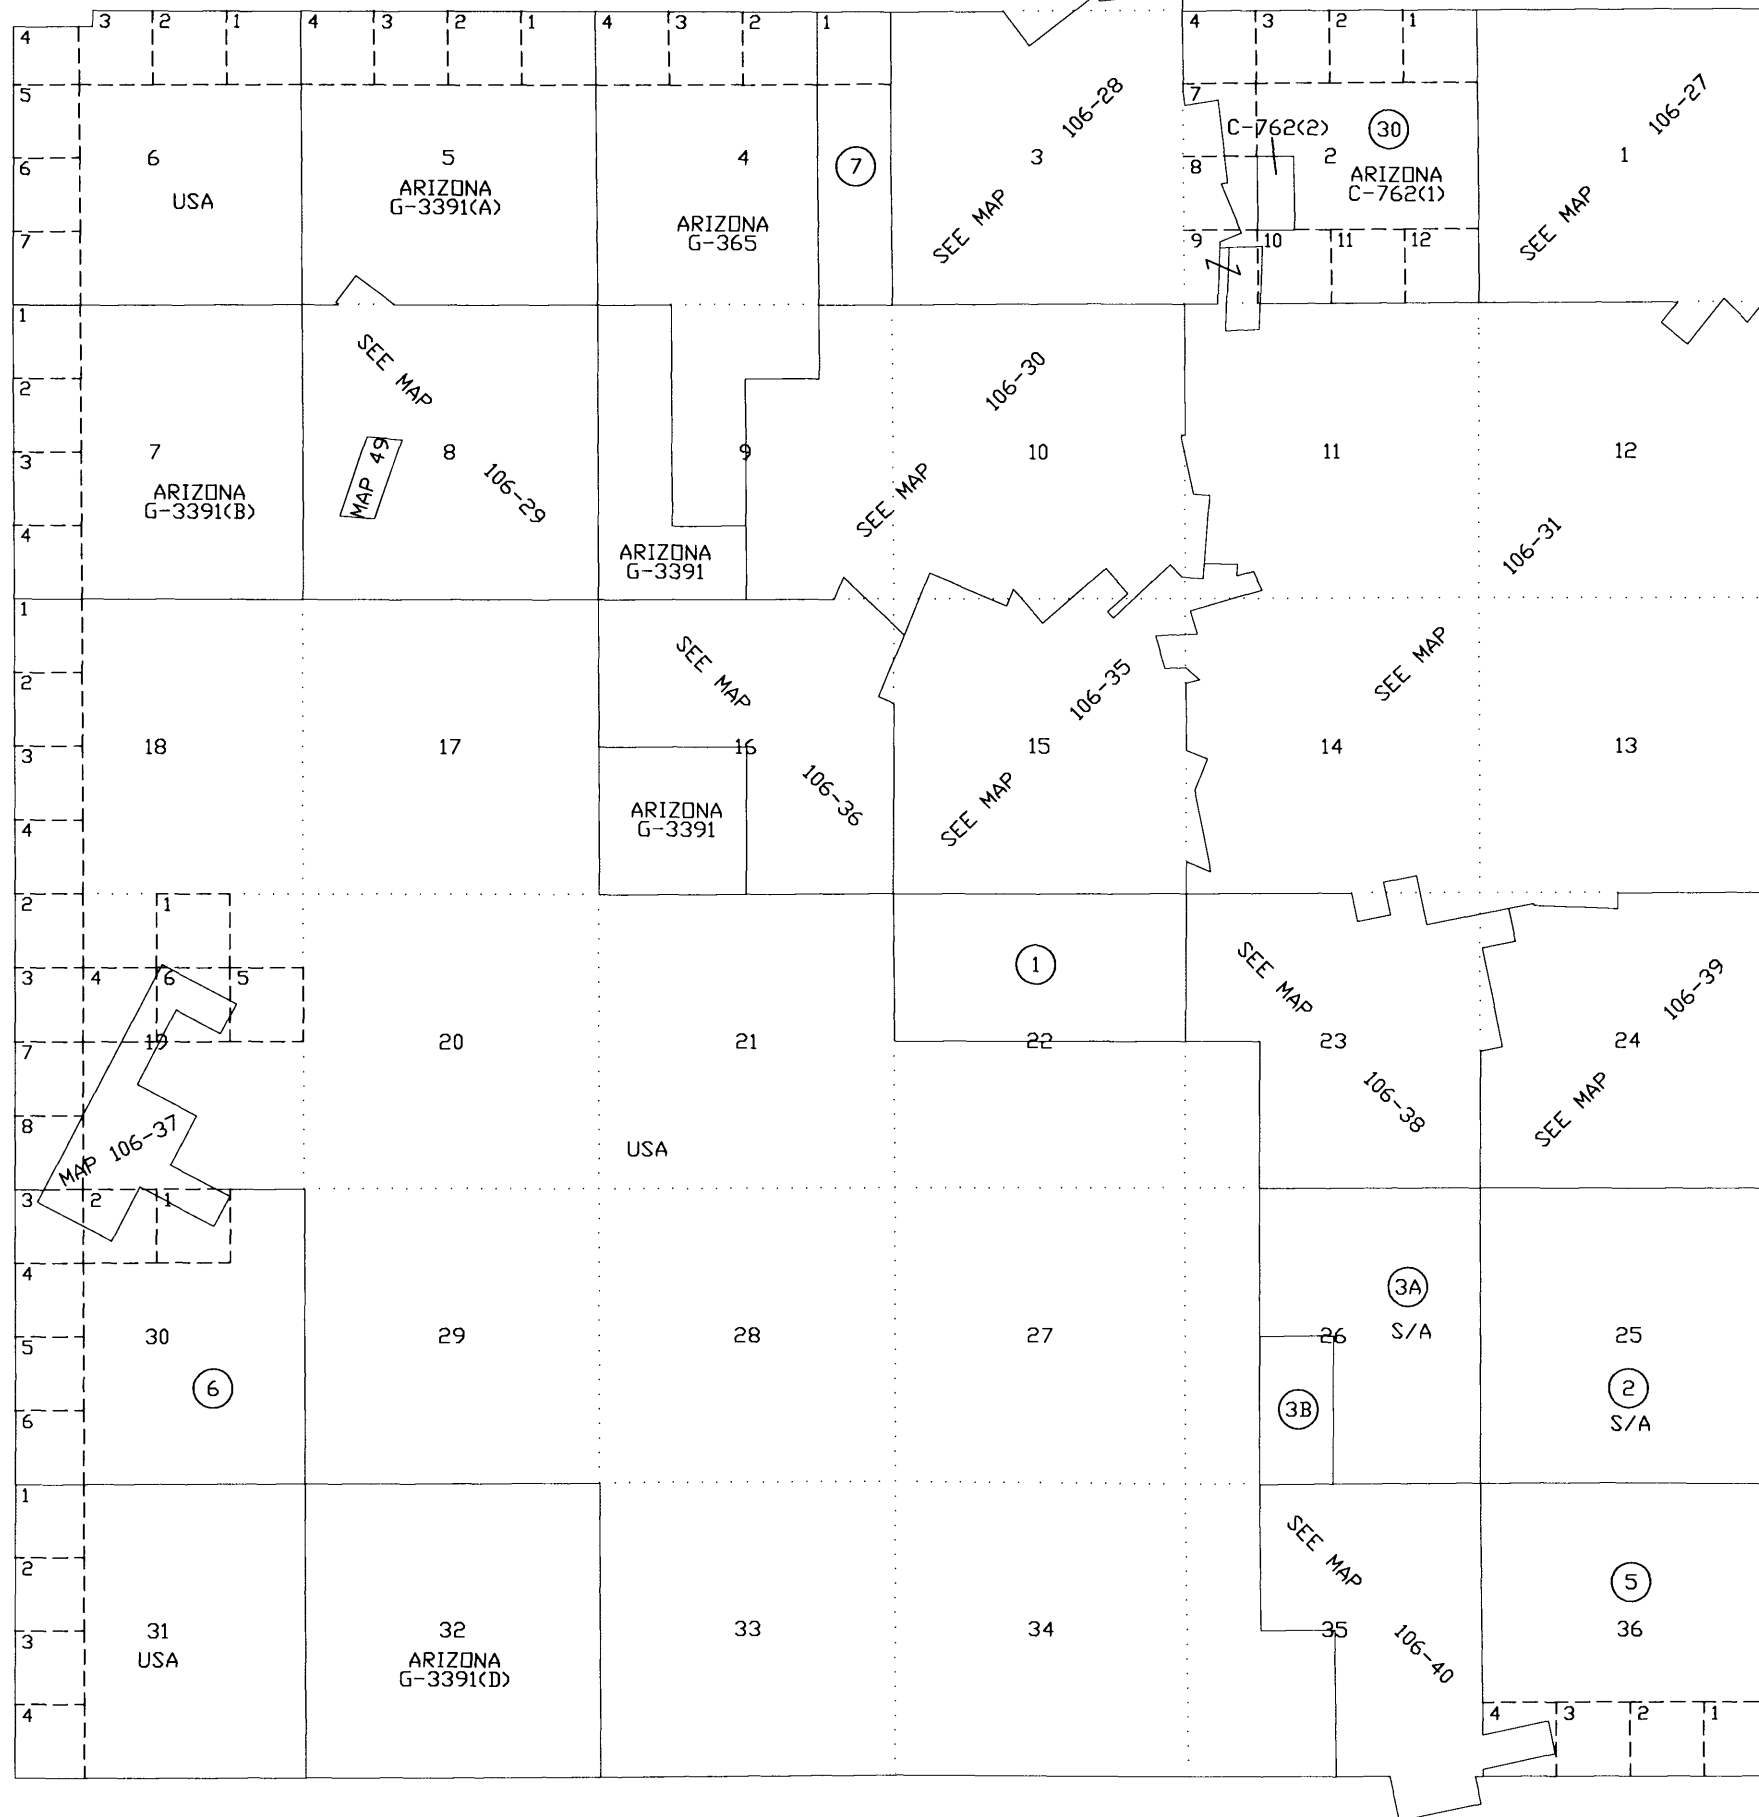 4 3 2 1 4 3 2 1 4 3 2 1 4 3 2 1
5 7
106-28 106-27
C-762(2) 30
6 6 5 4 7 3 8 2 1
USA
ARIZONA
G-3391(A)
ARIZONA
G-365
SEE MAP
ARIZONA
C-762(1)
SEE MAP
7 9 10 11 12
1
SEE MAP
106-30
2
3 7 8 9 10 11 12
MAP 49
106-29
SEE MAP
ARIZONA
G-3391(B)
4
ARIZONA
G-3391
106-31
1
SEE MAP
106-35
SEE MAP
2
3 18 17 16 15 14 13
106-36
SEE MAP
4
ARIZONA
G-3391
2 1
3 4 6 5
1
SEE MAP
106-39
7 19 20 21 22 23 24
106-38
SEE MAP
8
MAP 106-37
USA
3 2 1
4
3A
S/A
5 30 29 28 27 26 25
6
3B
2
S/A
6
1
SEE MAP
2
5
3 31 32 33 34 35 36
USA
ARIZONA
G-3391(D)
106-40
4 4 3 2 1